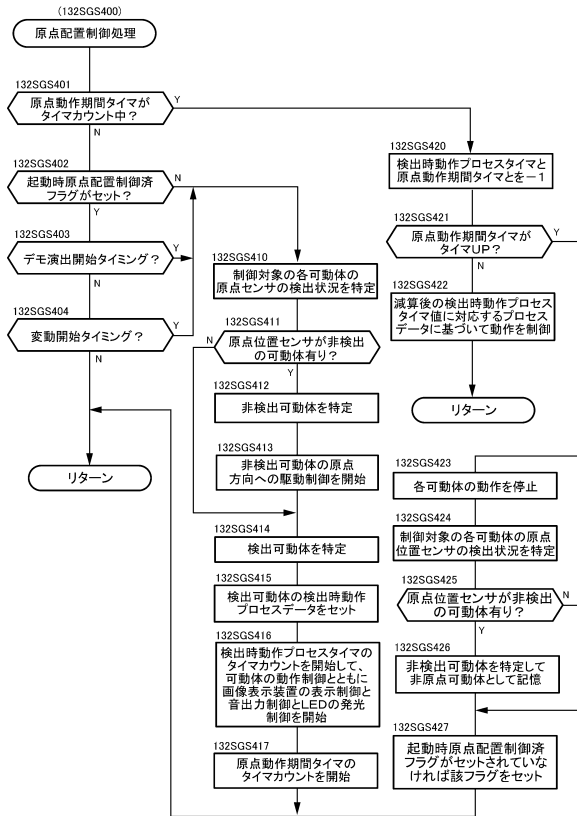 (132SGS400)
原点配置制御処理
132SGS401
原点動作期間タイマが
タイマカウント中？
Y
N
132SGS402
起動時原点配置制御済
フラグがセット？
N
Y
132SGS403
デモ演出開始タイミング？
Y
N
132SGS404
変動開始タイミング？
Y
N
リターン
132SGS410
制御対象の各可動体の
原点センサの検出状況を特定
132SGS411
原点位置センサが非検出
の可動体有り？
N
Y
132SGS412
非検出可動体を特定
132SGS413
非検出可動体の原点
方向への駆動制御を開始
132SGS414
検出可動体を特定
132SGS415
検出可動体の検出時動作
プロセスデータをセット
132SGS416
検出時動作プロセスタイマの
タイマカウントを開始して、
可動体の動作制御とともに
画像表示装置の表示制御と
音出力制御とLEDの発光
制御を開始
132SGS417
原点動作期間タイマの
タイマカウントを開始
132SGS420
検出時動作プロセスタイマと
原点動作期間タイマとを－１
132SGS421
原点動作期間タイマが
タイマUP？
Y
N
132SGS422
減算後の検出時動作プロセス
タイマ値に対応するプロセス
データに基づいて動作を制御
リターン
132SGS423
各可動体の動作を停止
132SGS424
制御対象の各可動体の原点
位置センサの検出状況を特定
132SGS425
原点位置センサが非検出
の可動体有り？
N
Y
132SGS426
非検出可動体を特定して
非原点可動体として記憶
132SGS427
起動時原点配置制御済
フラグがセットされていな
ければ該フラグをセット